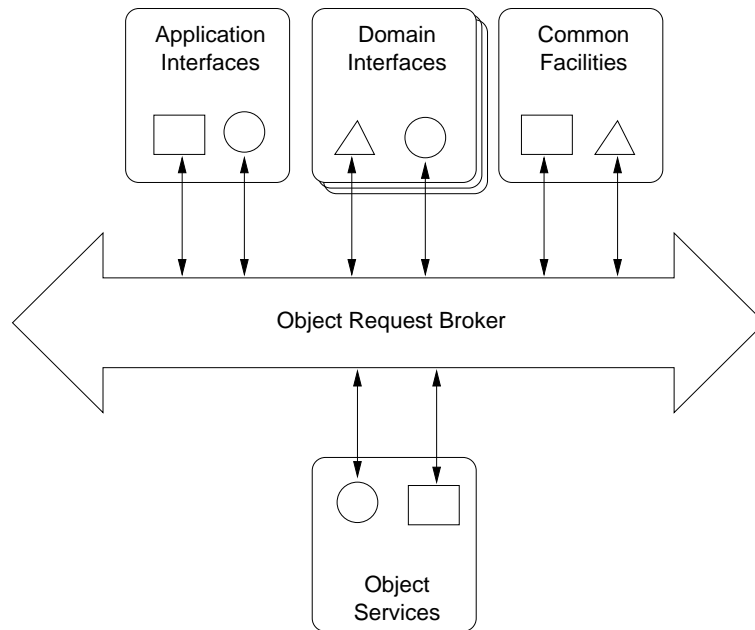 Application
Interfaces
Domain
Interfaces
Common
Facilities
Object Request Broker
Object
Services